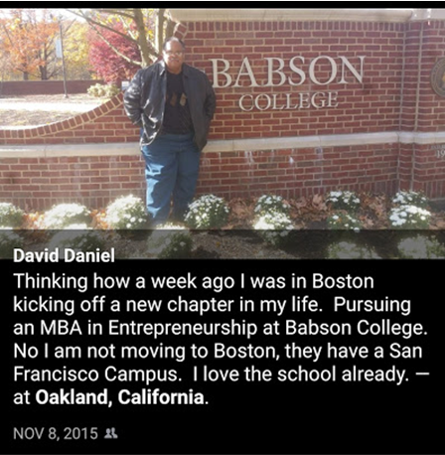 BABSON
COLLEGE
David Daniel
Thinking how a week ago I was in Boston
kicking off a new chapter in my life.  Pursuing
an MBA in Entrepreneurship at Babson College.
No I am not moving to Boston, they have a San
Francisco Campus.  I love the school already. —
at Oakland, California.
NOV 8, 2015